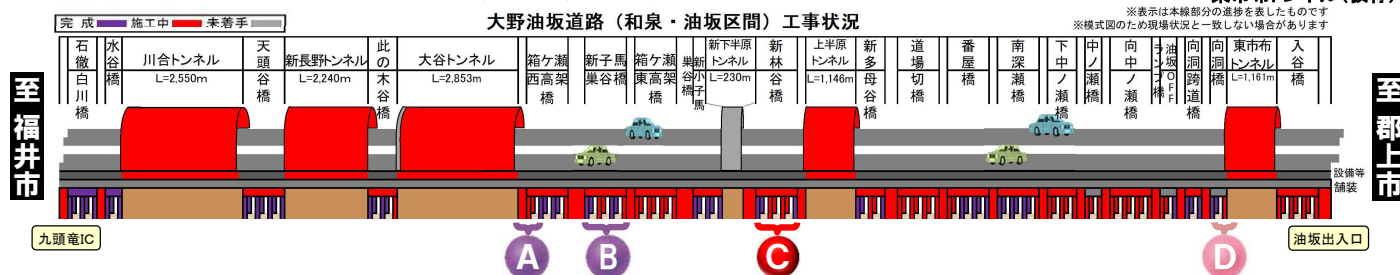 完 成 施工中 未着手
大野油坂道路（和泉・油坂区間）工事状況
※表示は本線部分の進捗を表したものです
※模式図のため現場状況と一致しない場合があります
至 福井市
石徹白川橋
水谷橋
川合トンネル
L=2,550m
天頭谷橋
新長野トンネル
L=2,240m
此の木谷橋
大谷トンネル
L=2,853m
箱ケ瀬西高架橋
新子馬巣谷橋
箱ケ瀬東高架橋
新小子馬巣谷橋
新下半原トンネル
L=230m
新林谷橋
上半原トンネル
L=1,146m
新多母谷橋
道場切橋
番屋橋
南深瀬橋
下中ノ瀬橋
中ノ瀬橋
向中ノ瀬橋
油坂OFFランプ橋
向洞跨道橋
向洞橋
東市布トンネル
L=1,161m
入谷橋
至 郡上市
設備等
舗装
九頭竜IC
A
B
C
D
油坂出入口